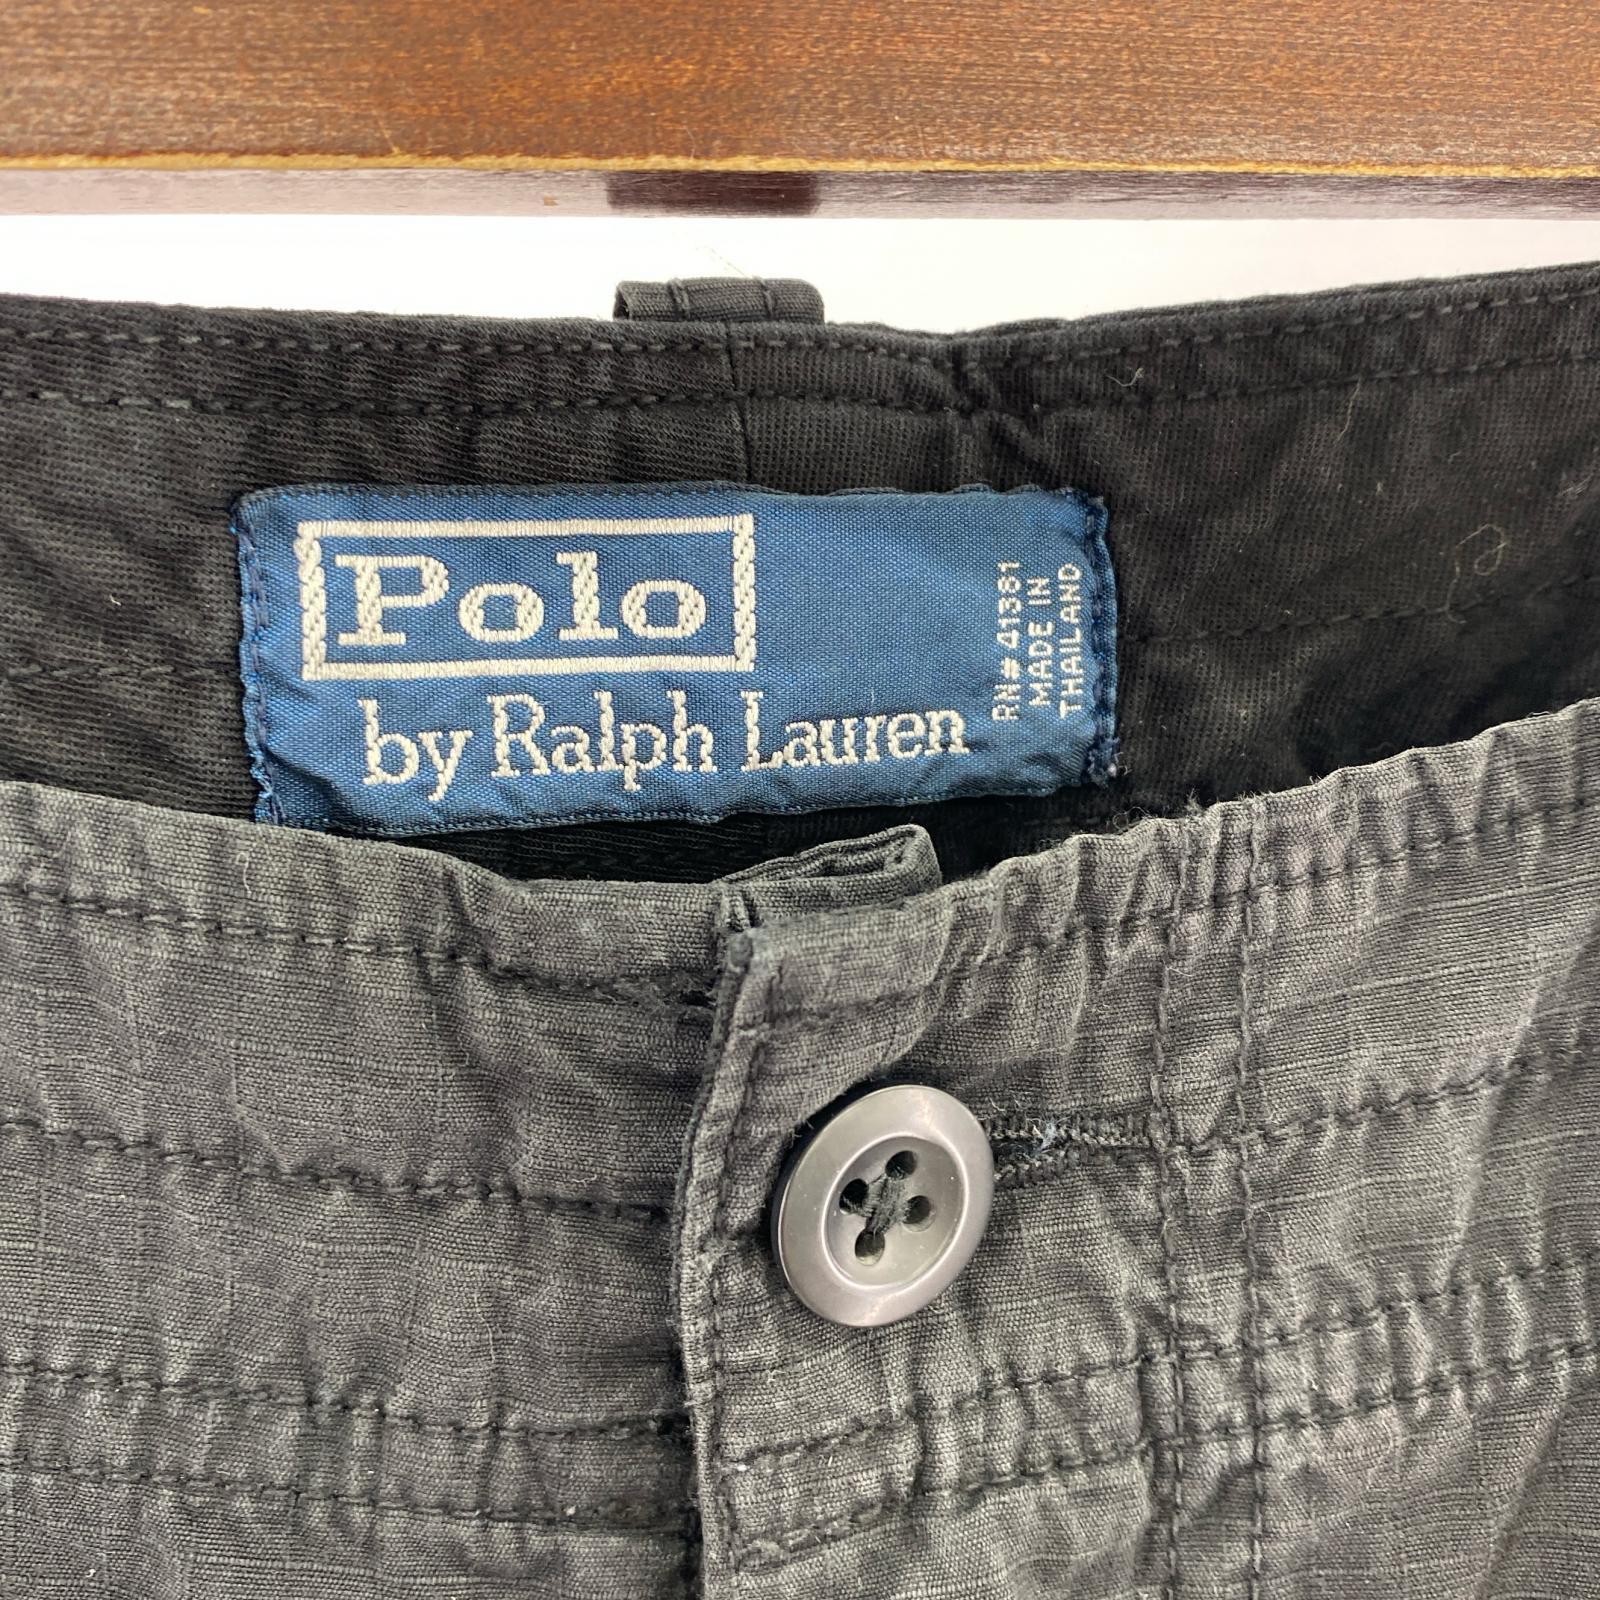 Polo
by Ralph Lauren
RN# 41381
MADE IN
THAILAND